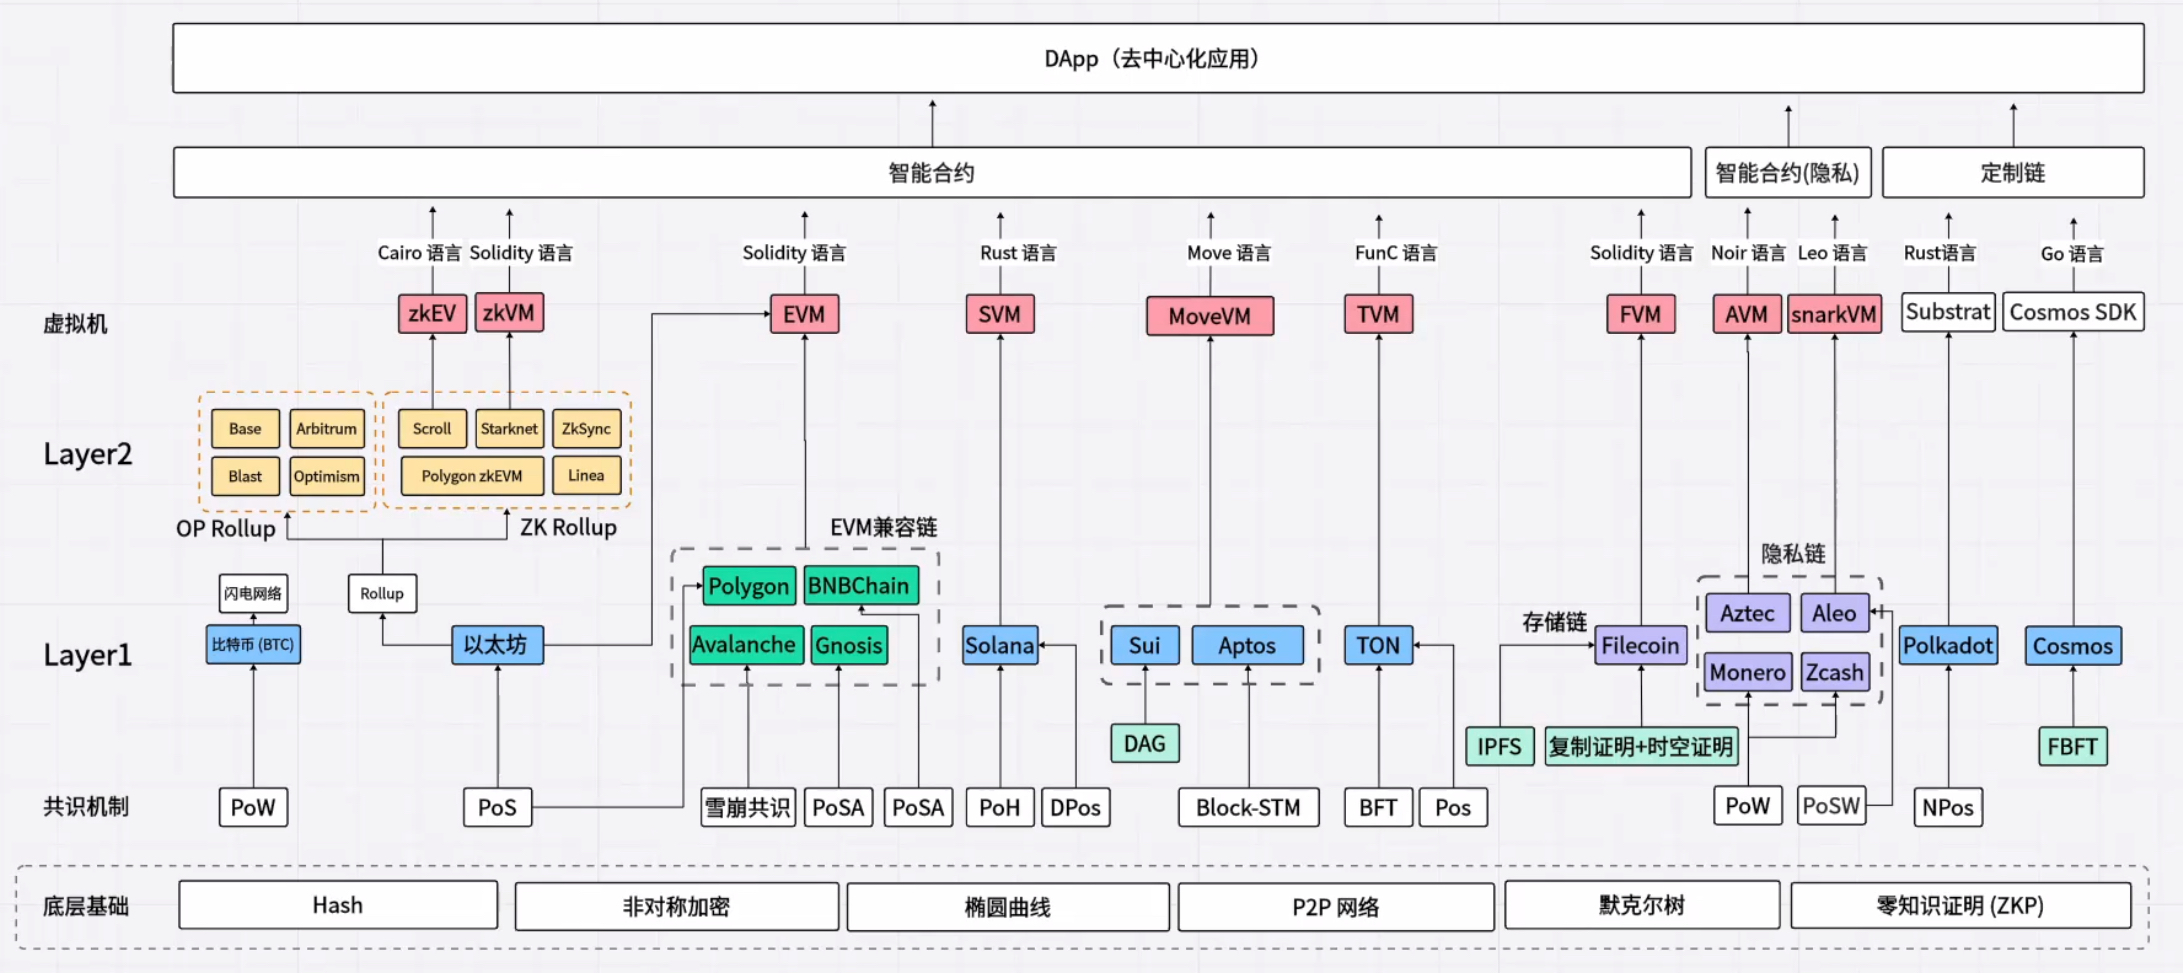 DApp（去中心化应用）
智能合约
智能合约(隐私)
定制链
Cairo 语言
Solidity 语言
Solidity 语言
Rust 语言
Move 语言
FunC 语言
Solidity 语言
Noir 语言
Leo 语言
Rust语言
Go 语言
虚拟机
zkEV
zkVM
EVM
SVM
MoveVM
TVM
FVM
AVM
snarkVM
Substrat
Cosmos SDK
Layer2
Base
Arbitrum
Scroll
Starknet
ZkSync
Blast
Optimism
Polygon zkEVM
Linea
OP Rollup
ZK Rollup
EVM兼容链
隐私链
闪电网络
Rollup
Polygon
BNBChain
存储链
Aztec
Aleo
Layer1
比特币 (BTC)
以太坊
Avalanche
Gnosis
Solana
Sui
Aptos
TON
Filecoin
Polkadot
Cosmos
Monero
Zcash
DAG
IPFS
复制证明+时空证明
FBFT
共识机制
PoW
PoS
雪崩共识
PoSA
PoSA
PoH
DPos
Block-STM
BFT
Pos
PoW
PoSW
NPos
底层基础
Hash
非对称加密
椭圆曲线
P2P 网络
默克尔树
零知识证明 (ZKP)